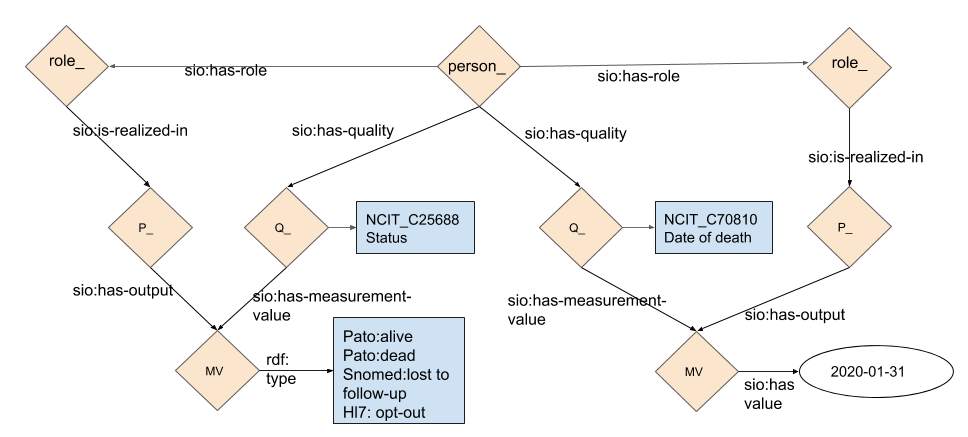 role_
person_
role_
sio:has-role
sio:has-role
sio:is-realized-in
sio:has-quality
sio:has-quality
sio:is-realized-in
P_
Q_
NCIT_C25688
Status
Q_
NCIT_C70810
Date of death
P_
sio:has-output
sio:has-measurement-
value
sio:has-measurement-
value
sio:has-output
MV
rdf:
type
Pato:alive
Pato:dead
Snomed:lost to
follow-up
Hl7: opt-out
MV
sio:has
value
2020-01-31